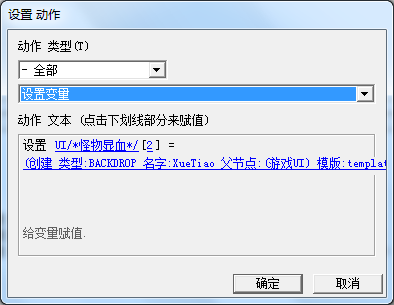 设置 动作
动作 类型(T)
- 全部
设置变量
动作 文本 (点击下划线部分来赋值)
设置 UI/*怪物显血*/[2] =
(创建 类型:BACKDROP 名字:XueTiao 父节点:(游戏UI) 模版:templat
给变量赋值.
确定 取消